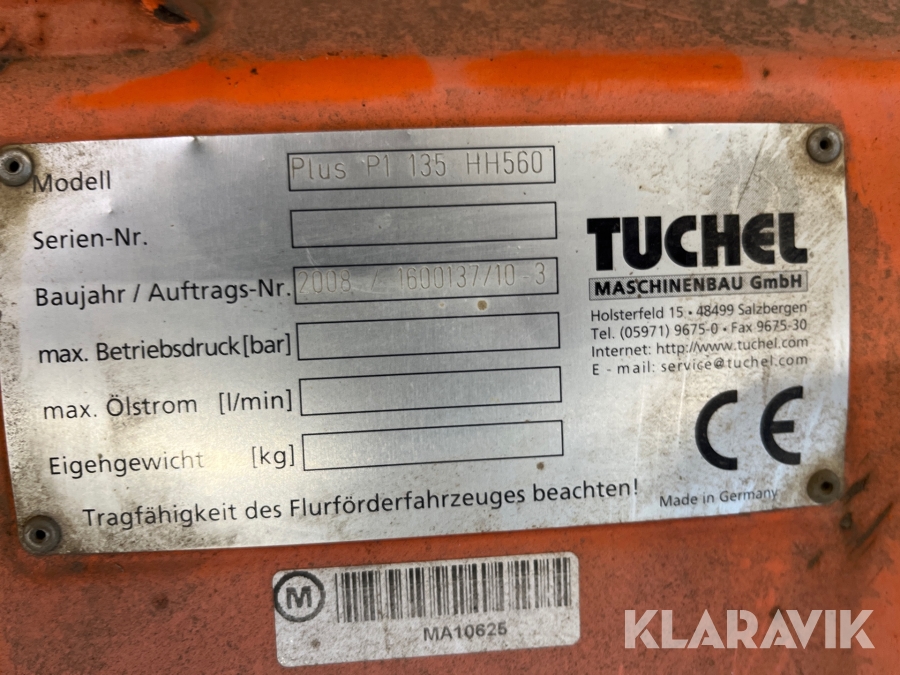 Modell Plus P1 135 HH560
Serien-Nr.
Baujahr / Auftrags-Nr. 2008 / 1600137/10-3
max. Betriebsdruck[bar]
max. Ölstrom [l/min]
Eigehgewicht [kg]
Tragfähigkeit des Flurförderfahrzeuges beachten!
TUCHEL
MASCHINENBAU GmbH
Holsterfeld 15 • 48499 Salzbergen
Tel. (05971) 9675-0 • Fax 9675-30
Internet: http://www.tuchel.com
E - mail: service@tuchel.com
CE
Made in Germany
M
MA10625
KLARAVIK